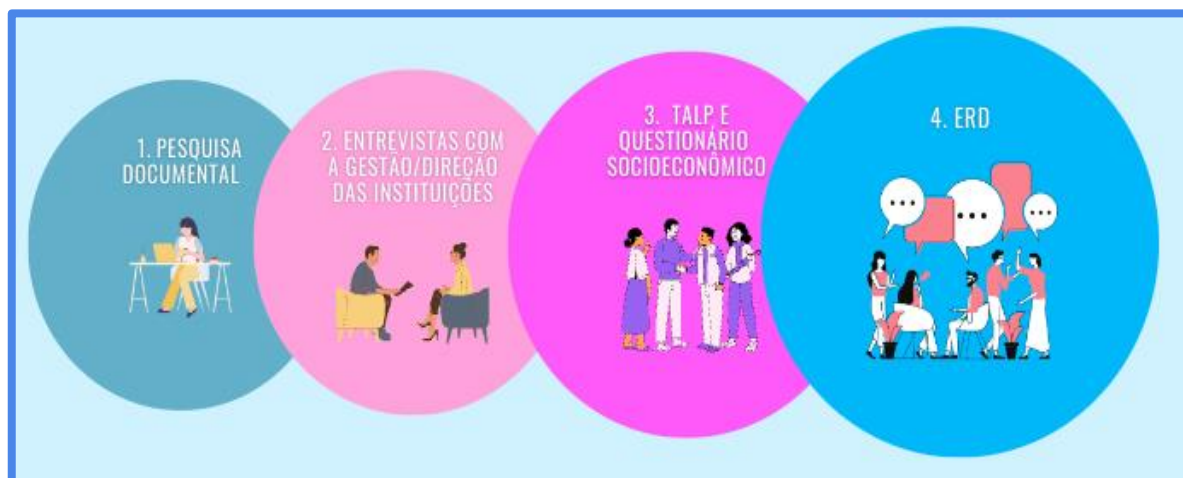 1. PESQUISA
DOCUMENTAL
2. ENTREVISTAS COM
A GESTÃO/DIREÇÃO
DAS INSTITUIÇÕES
3. TALP E
QUESTIONÁRIO
SOCIOECONÔMICO
4. ERD